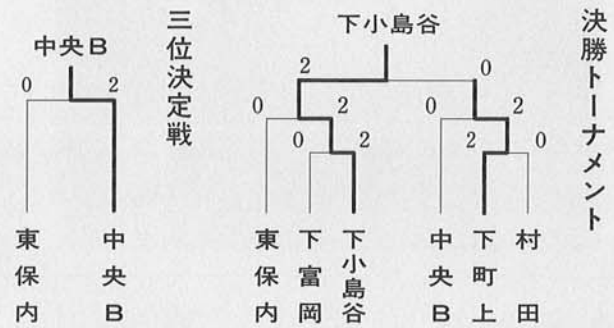 決勝トーナメント
下小島谷
2 0
0 2 0 2
0 2 2 0
東保内
下富岡
下小島谷
中央B
下町上
村田
三位決定戦
中央B
0 2
東保内
中央B